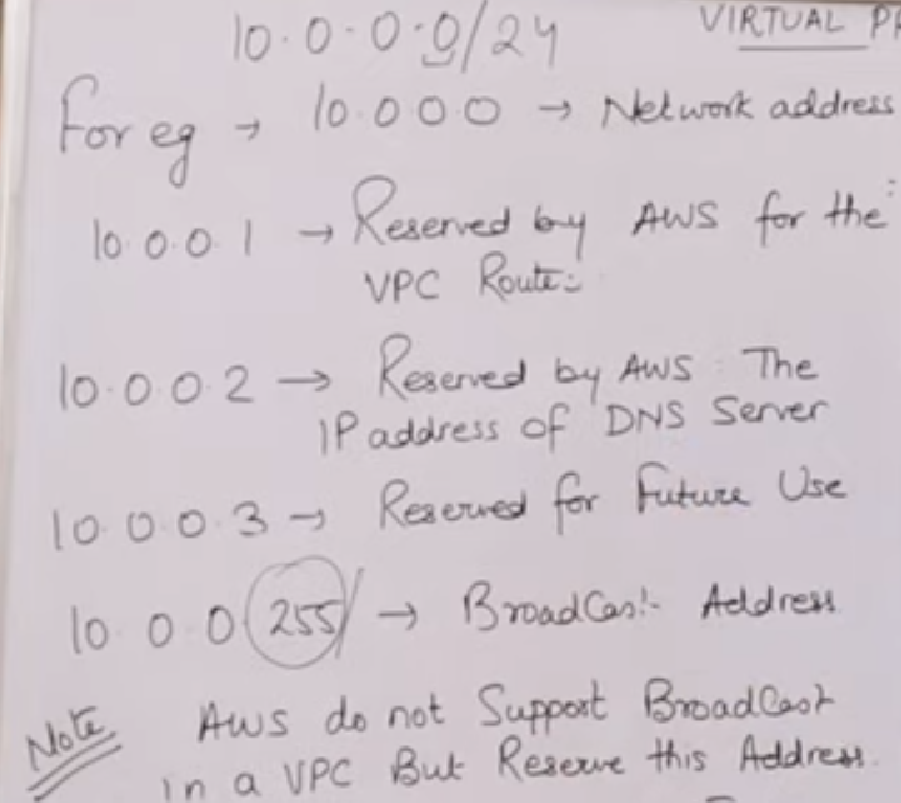 10.0.0.0/24
VIRTUAL
For eg → 10.0.0.0 → Network address
10.0.0.1 → Reserved by AWS for the
VPC Route
10.0.0.2 → Reserved by AWS The
IP address of DNS Server
10.0.0.3 → Reserved for Future Use
10.0.0.255 → BroadCast Address
Note AWS do not Support BroadCast
in a VPC But Reserve this Address.